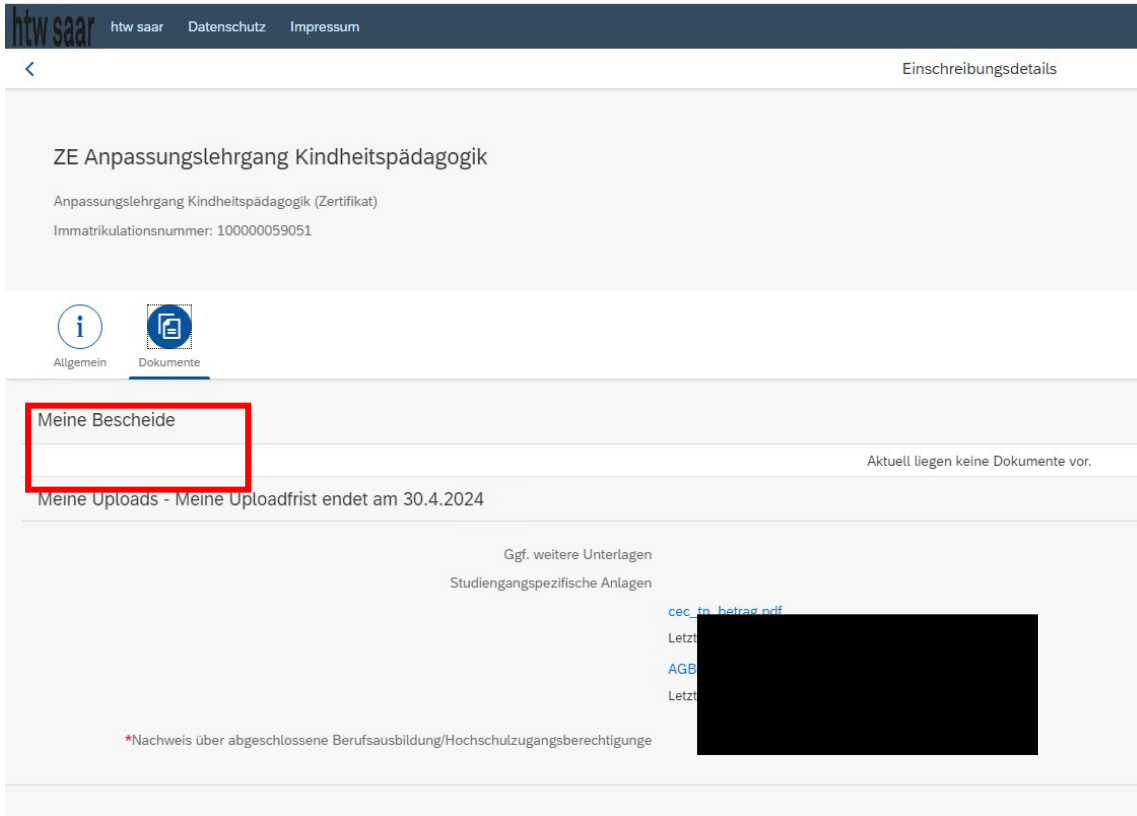 htw saar htw saar Datenschutz Impressum
Einschreibungsdetails
ZE Anpassungslehrgang Kindheitspädagogik
Anpassungslehrgang Kindheitspädagogik (Zertifikat)
Immatrikulationsnummer: 100000059051
i
Allgemein Dokumente
Meine Bescheide
Aktuell liegen keine Dokumente vor.
Meine Uploads - Meine Uploadfrist endet am 30.4.2024
Ggf. weitere Unterlagen
Studiengangspezifische Anlagen
cec_tn_betrag.pdf
Letzt
AGB
Letzt
*Nachweis über abgeschlossene Berufsausbildung/Hochschulzugangsberechtigunge